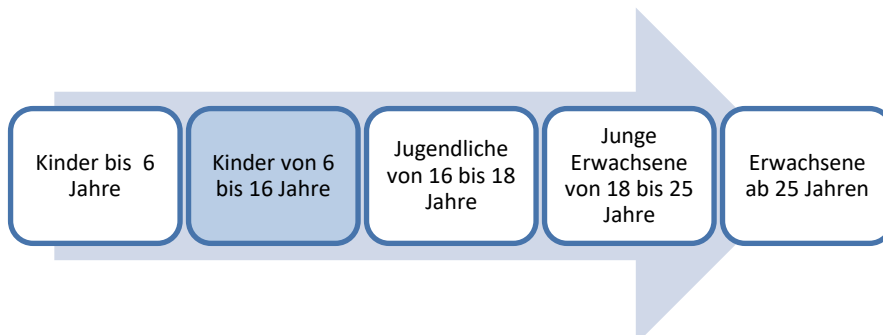 Kinder bis 6
Jahre
Kinder von 6
bis 16 Jahre
Jugendliche
von 16 bis 18
Jahre
Junge
Erwachsene
von 18 bis 25
Jahre
Erwachsene
ab 25 Jahren